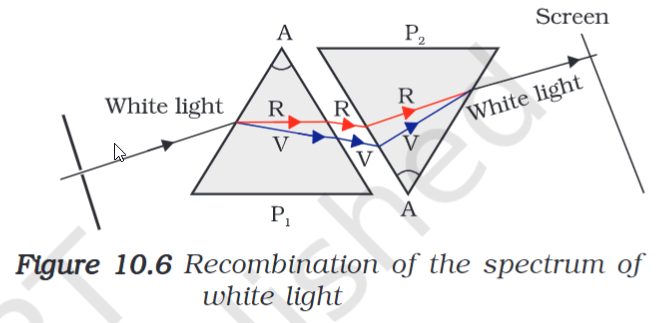 Screen
A
P2
White light
R
R
R
White light
V
V
V
P1
A
Figure 10.6 Recombination of the spectrum of
white light